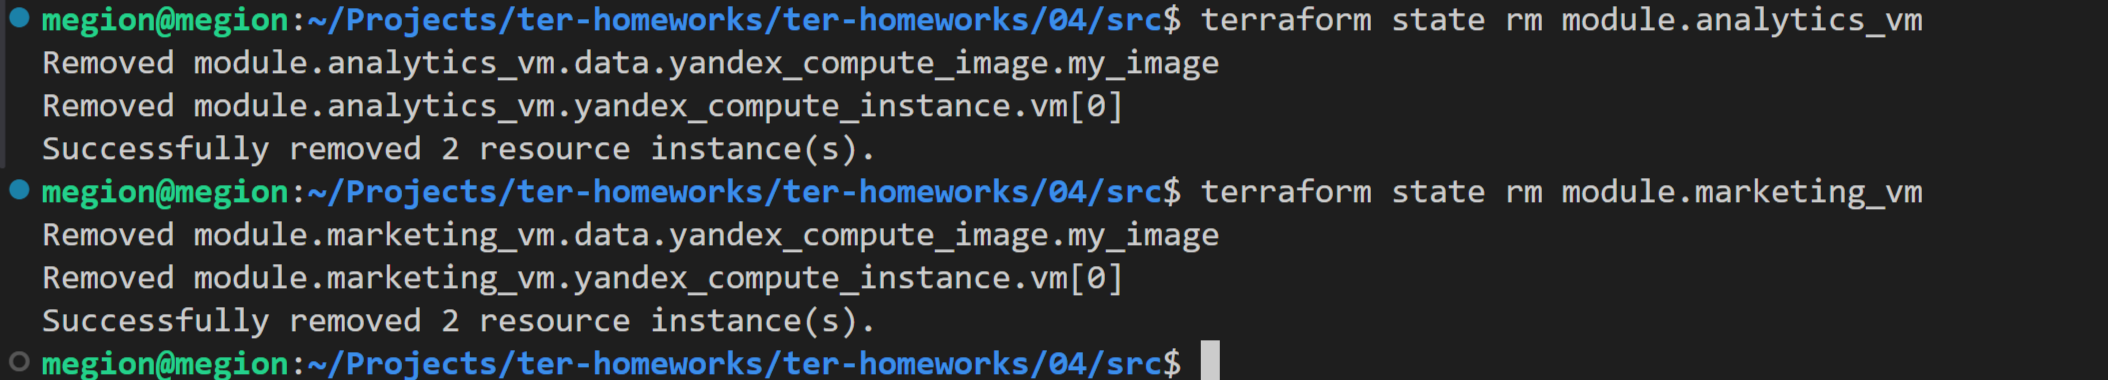 megion@megion:~/Projects/ter-homeworks/ter-homeworks/04/src$ terraform state rm module.analytics_vm
Removed module.analytics_vm.data.yandex_compute_image.my_image
Removed module.analytics_vm.yandex_compute_instance.vm[0]
Successfully removed 2 resource instance(s).
megion@megion:~/Projects/ter-homeworks/ter-homeworks/04/src$ terraform state rm module.marketing_vm
Removed module.marketing_vm.data.yandex_compute_image.my_image
Removed module.marketing_vm.yandex_compute_instance.vm[0]
Successfully removed 2 resource instance(s).
megion@megion:~/Projects/ter-homeworks/ter-homeworks/04/src$